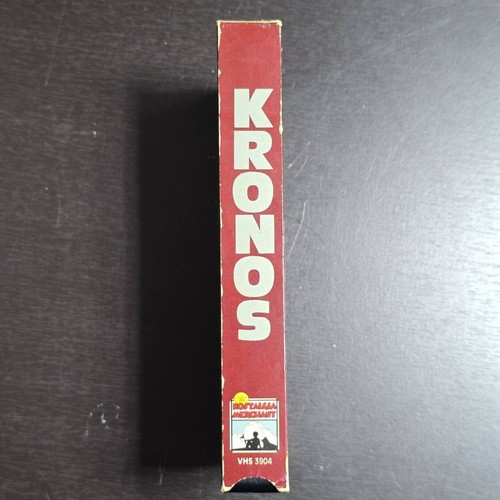 KRONOS
NOSTALGIA
MERCHANT
VHS 3904